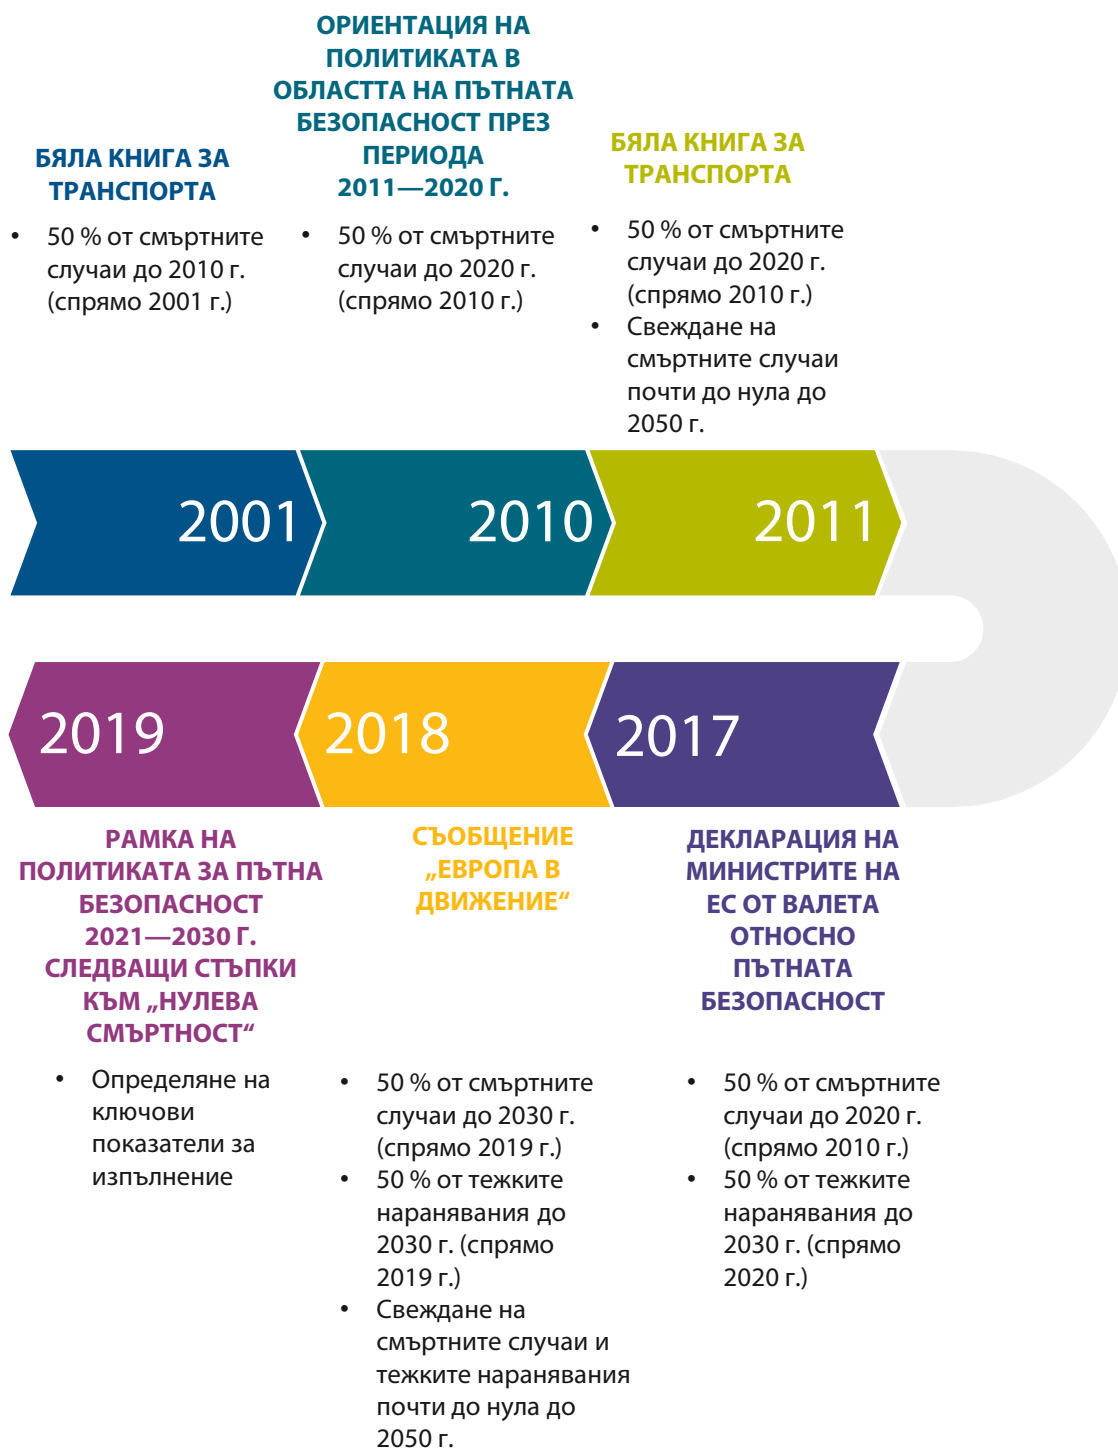 БЯЛА КНИГА ЗА
ТРАНСПОРТА
• 50 % от смъртните
случаи до 2010 г.
(спрямо 2001 г.)
ОРИЕНТАЦИЯ НА
ПОЛИТИКАТА В
ОБЛАСТТА НА ПЪТНАТА
БЕЗОПАСНОСТ ПРЕЗ
ПЕРИОДА
2011—2020 Г.
• 50 % от смъртните
случаи до 2020 г.
(спрямо 2010 г.)
БЯЛА КНИГА ЗА
ТРАНСПОРТА
• 50 % от смъртните
случаи до 2020 г.
(спрямо 2010 г.)
• Свеждане на
смъртните случаи
почти до нула до
2050 г.
2001
2010
2011
2019
2018
2017
РАМКА НА
ПОЛИТИКАТА ЗА ПЪТНА
БЕЗОПАСНОСТ
2021—2030 Г.
СЛЕДВАЩИ СТЪПКИ
КЪМ „НУЛЕВА
СМЪРТНОСТ“
• Определяне на
ключови
показатели за
изпълнение
СЪОБЩЕНИЕ
„ЕВРОПА В
ДВИЖЕНИЕ“
• 50 % от смъртните
случаи до 2030 г.
(спрямо 2019 г.)
• 50 % от тежките
наранявания до
2030 г. (спрямо
2019 г.)
• Свеждане на
смъртните случаи и
тежките наранявания
почти до нула до
2050 г.
ДЕКЛАРАЦИЯ НА
МИНИСТРИТЕ НА
ЕС ОТ ВАЛЕТА
ОТНОСНО
ПЪТНАТА
БЕЗОПАСНОСТ
• 50 % от смъртните
случаи до 2020 г.
(спрямо 2010 г.)
• 50 % от тежките
наранявания до
2030 г. (спрямо
2020 г.)